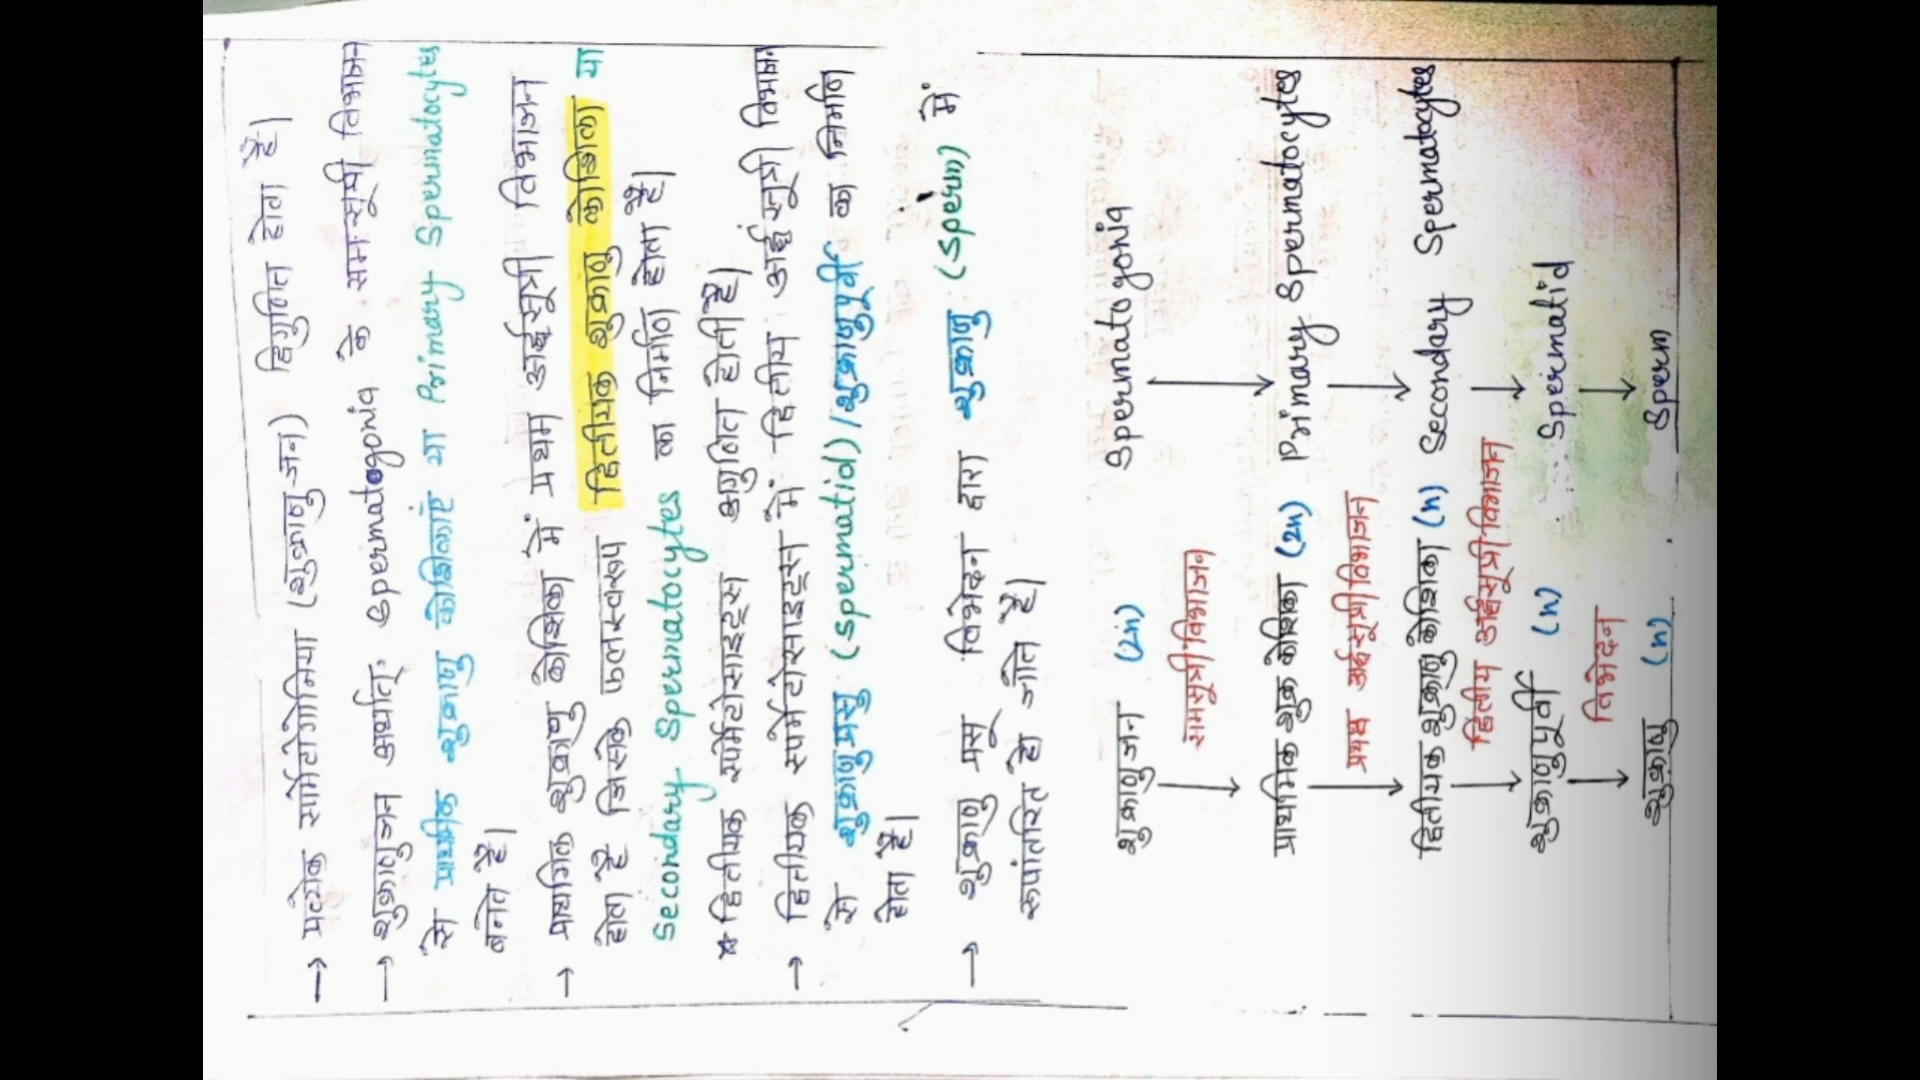 → प्रत्येक स्पर्मेटोगोनिया (शुक्राणुजन) द्विगुणित होता है।
→ शुक्राणुजन अर्थात् Spermatogonia के समसूत्री विभाजन
से प्राथमिक शुक्राणु कोशिकाएं या Primary Spermatocytes
बनते हैं।
→ प्राथमिक शुक्राणु कोशिका में प्रथम अर्द्धसूत्री विभाजन
होता है जिसके फलस्वरूप द्वितीयक शुक्राणु कोशिका या
Secondary Spermatocytes का निर्माण होता है।
* द्वितीयक स्पर्मेटोसाइट्स अगुणित होती है।
→ द्वितीयक स्पर्मेटोसाइट्स में द्वितीय अर्द्धसूत्री विभाजन
से शुक्राणुप्रसु (Spermatid) / शुक्राणुपूर्वी का निर्माण
होता है।
→ शुक्राणु प्रसू विभेदन द्वारा शुक्राणु (Sperm) में
रूपांतरित हो जाते है।
शुक्राणुजन (2n) Spermatogonia
↓ समसूत्री विभाजन ↓
प्राथमिक शुक्र कोशिका (2n) Primary Spermatocytes
↓ प्रथम अर्द्धसूत्री विभाजन ↓
द्वितीयक शुक्राणु कोशिका (n) Secondary Spermatocytes
↓ द्वितीय अर्द्धसूत्री विभाजन ↓
शुक्राणुपूर्वी (n) Spermatid
↓ विभेदन ↓
शुक्राणु (n) Sperm